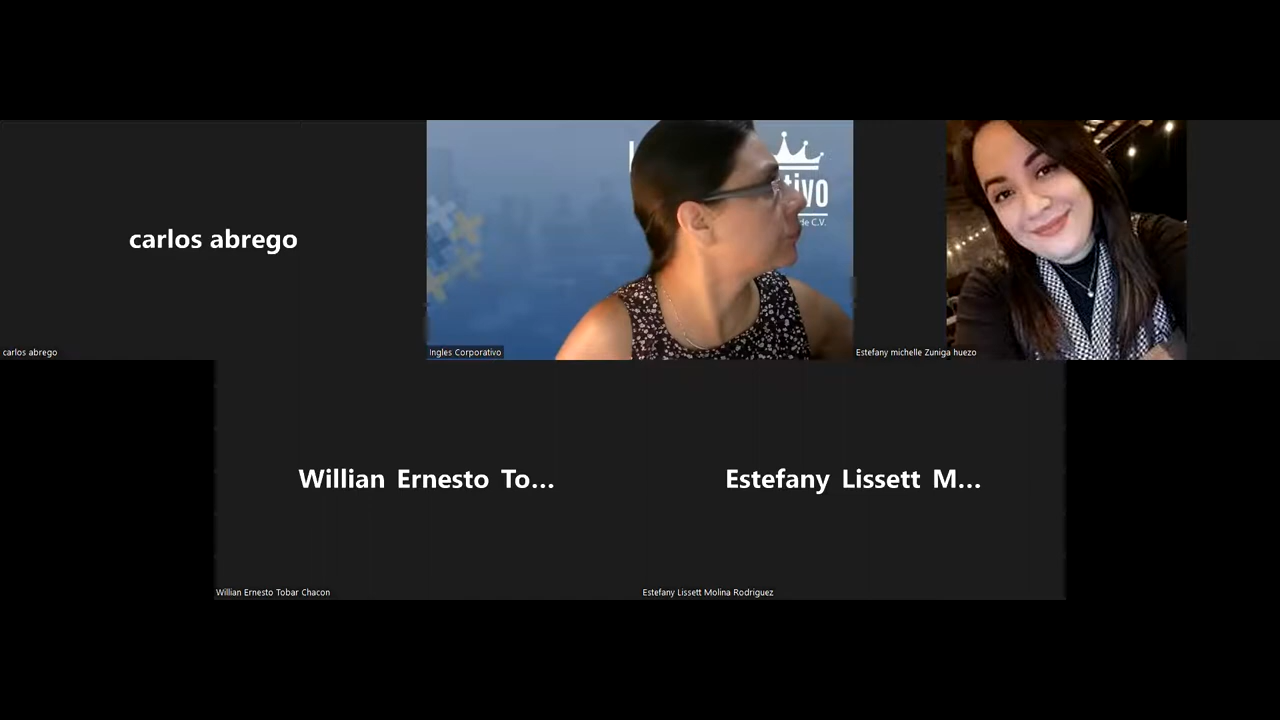 carlos abrego
tivo
de C.V.
carlos abrego
Ingles Corporativo
Estefany michelle Zuniga huezo
Willian Ernesto To...
Estefany Lissett M...
Willian Ernesto Tobar Chacon
Estefany Lissett Molina Rodriguez